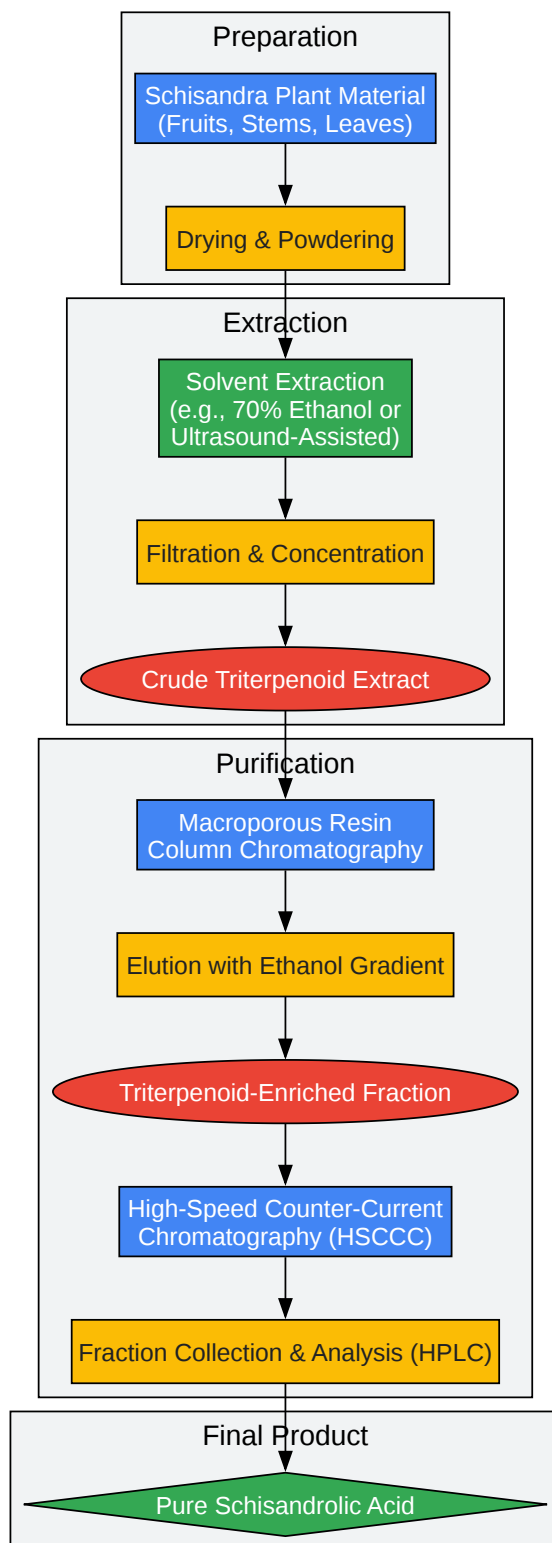 Preparation
Schisandra Plant Material
(Fruits, Stems, Leaves)
Drying & Powdering
Extraction
Solvent Extraction
(e.g., 70% Ethanol or
Ultrasound-Assisted)
Filtration & Concentration
Crude Triterpenoid Extract
Purification
Macroporous Resin
Column Chromatography
Elution with Ethanol Gradient
Triterpenoid-Enriched Fraction
High-Speed Counter-Current
Chromatography (HSCCC)
Fraction Collection & Analysis (HPLC)
Final Product
Pure Schisandrolic Acid